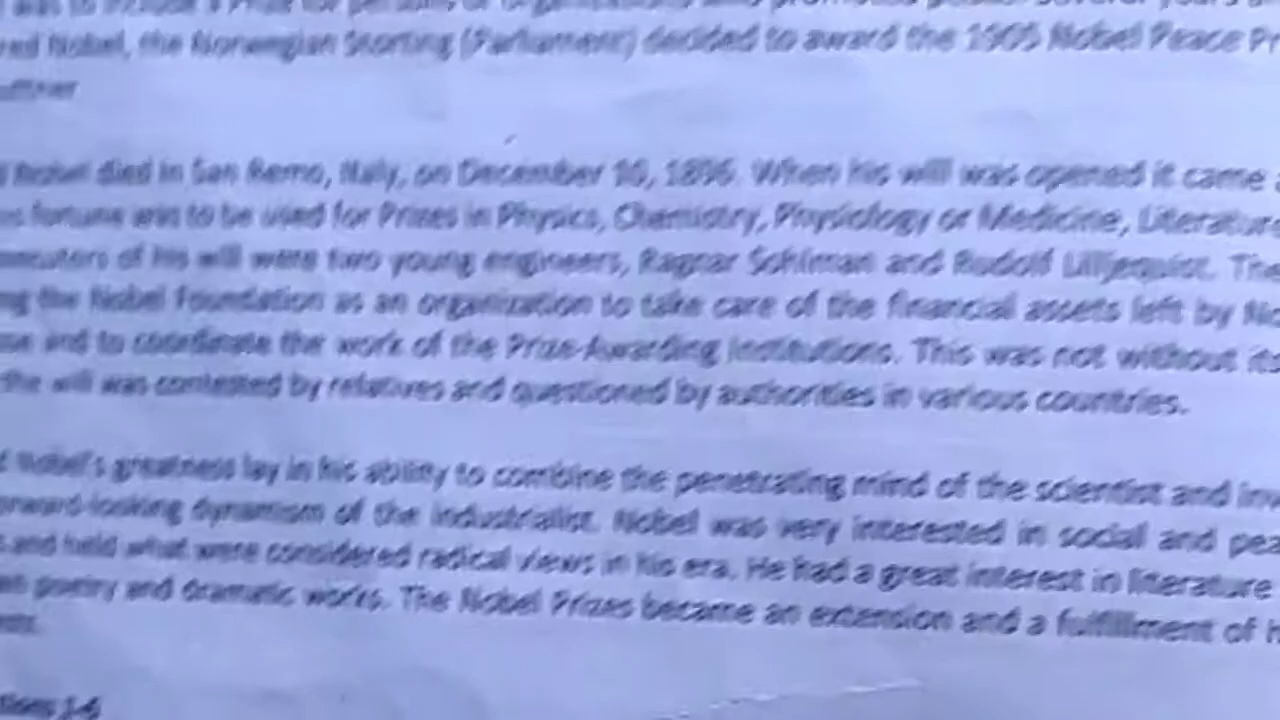 the Norwegian Storting (Parliament) decided to award the 1905 Nobel Peace
Nobel died in San Remo, Italy, on December 10, 1896. When his will was opened it came
fortune was to be used for Prizes in Physics, Chemistry, Physiology or Medicine, Literature
of his will were two young engineers, Ragnar Sohlman and Rudolf Lilljequist. The
the Nobel Foundation as an organization to take care of the financial assets left by
and to coordinate the work of the Prize-Awarding Institutions. This was not without its
the will was contested by relatives and questioned by authorities in various countries.
Nobel's greatness lay in his ability to combine the penetrating mind of the scientist and
forward-looking dynamism of the industrialist. Nobel was very interested in social and
and held what were considered radical views in his era. He had a great interest in literature
poetry and dramatic works. The Nobel Prizes became an extension and a fulfillment of
1-6